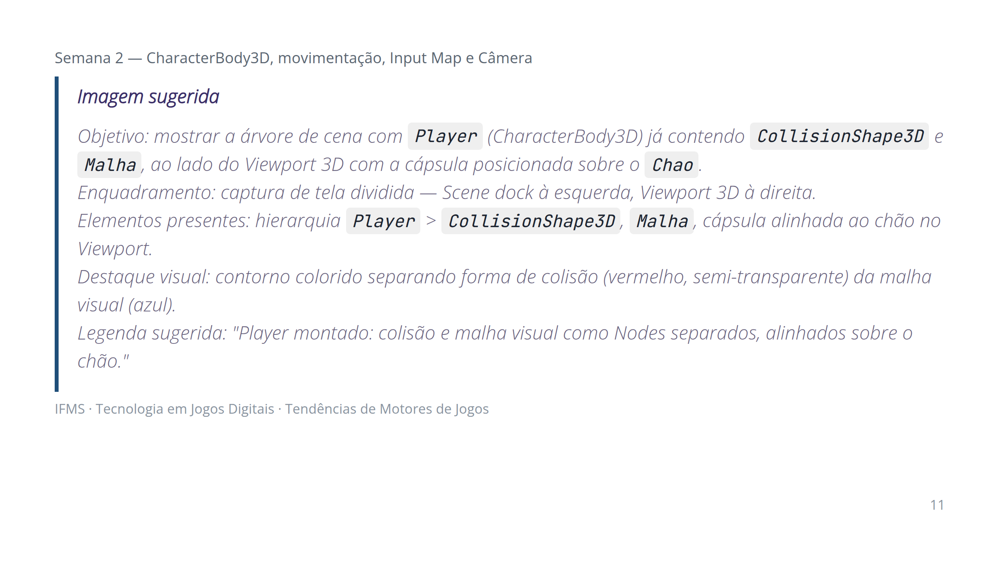 Semana 2 — CharacterBody3D, movimentação, Input Map e Câmera
Imagem sugerida
Objetivo: mostrar a árvore de cena com Player (CharacterBody3D) já contendo CollisionShape3D e
Malha, ao lado do Viewport 3D com a cápsula posicionada sobre o Chao.
Enquadramento: captura de tela dividida — Scene dock à esquerda, Viewport 3D à direita.
Elementos presentes: hierarquia Player > CollisionShape3D, Malha, cápsula alinhada ao chão no
Viewport.
Destaque visual: contorno colorido separando forma de colisão (vermelho, semi-transparente) da malha
visual (azul).
Legenda sugerida: "Player montado: colisão e malha visual como Nodes separados, alinhados sobre o
chão."
IFMS · Tecnologia em Jogos Digitais · Tendências de Motores de Jogos
11